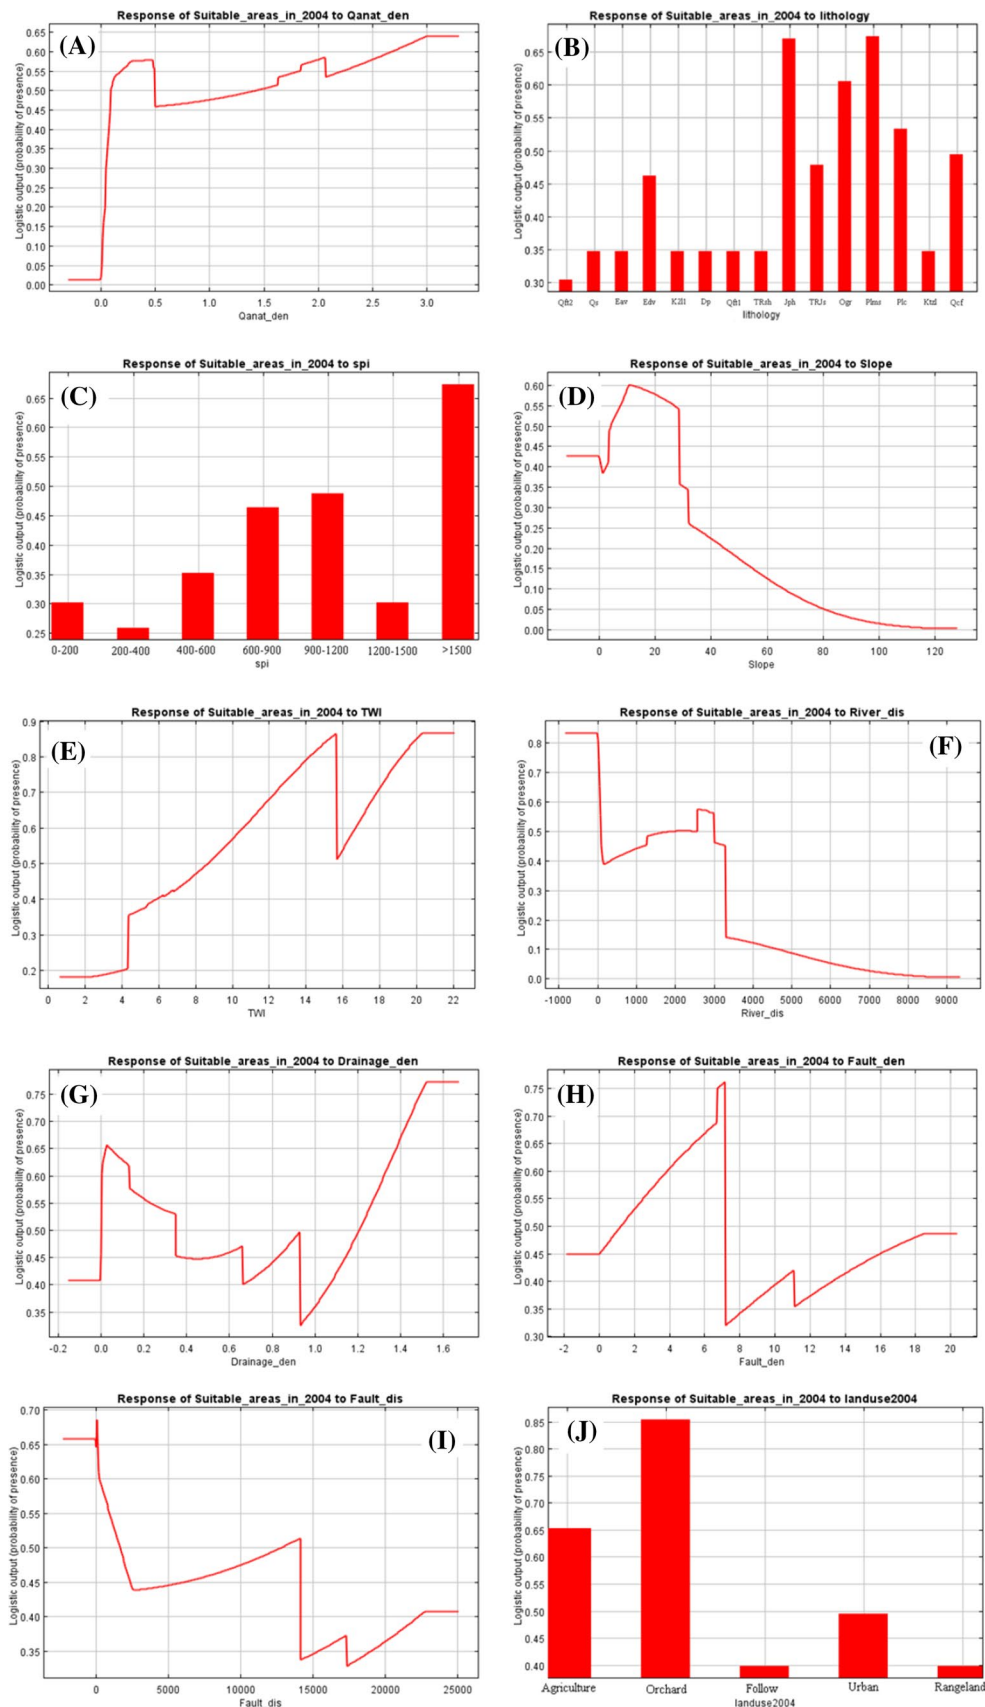 Response of Suitable_areas_in_2004 to Qanat_den
(A)
Logistic output (probability of presence)
0.65
0.60
0.55
0.50
0.45
0.40
0.35
0.30
0.25
0.20
0.15
0.10
0.05
0.00
0.0 0.5 1.0 1.5 2.0 2.5 3.0
Qanat_den
Response of Suitable_areas_in_2004 to lithology
(B)
Logistic output (probability of presence)
0.65
0.60
0.55
0.50
0.45
0.40
0.35
0.30
Qft2 Qs Eav Edv K2l1 Dp Qft1 TRsh Jph TRJs Ogr Plms Plc Ktzl Qcf
lithology
Response of Suitable_areas_in_2004 to spi
(C)
Logistic output (probability of presence)
0.65
0.60
0.55
0.50
0.45
0.40
0.35
0.30
0.25
0-200 200-400 400-600 600-900 900-1200 1200-1500 >1500
spi
Response of Suitable_areas_in_2004 to Slope
(D)
Logistic output (probability of presence)
0.60
0.55
0.50
0.45
0.40
0.35
0.30
0.25
0.20
0.15
0.10
0.05
0.00
0 20 40 60 80 100 120
Slope
Response of Suitable_areas_in_2004 to TWI
(E)
Logistic output (probability of presence)
0.9
0.8
0.7
0.6
0.5
0.4
0.3
0.2
0 2 4 6 8 10 12 14 16 18 20 22
TWI
Response of Suitable_areas_in_2004 to River_dis
(F)
Logistic output (probability of presence)
0.8
0.7
0.6
0.5
0.4
0.3
0.2
0.1
0.0
-1000 0 1000 2000 3000 4000 5000 6000 7000 8000 9000
River_dis
Response of Suitable_areas_in_2004 to Drainage_den
(G)
Logistic output (probability of presence)
0.75
0.70
0.65
0.60
0.55
0.50
0.45
0.40
0.35
-0.2 0.0 0.2 0.4 0.6 0.8 1.0 1.2 1.4 1.6
Drainage_den
Response of Suitable_areas_in_2004 to Fault_den
(H)
Logistic output (probability of presence)
0.75
0.70
0.65
0.60
0.55
0.50
0.45
0.40
0.35
0.30
-2 0 2 4 6 8 10 12 14 16 18 20
Fault_den
Response of Suitable_areas_in_2004 to Fault_dis
(I)
Logistic output (probability of presence)
0.70
0.65
0.60
0.55
0.50
0.45
0.40
0.35
0 5000 10000 15000 20000 25000
Fault_dis
Response of Suitable_areas_in_2004 to landuse2004
(J)
Logistic output (probability of presence)
0.85
0.80
0.75
0.70
0.65
0.60
0.55
0.50
0.45
0.40
Agriculture Orchard Follow Urban Rangeland
landuse2004